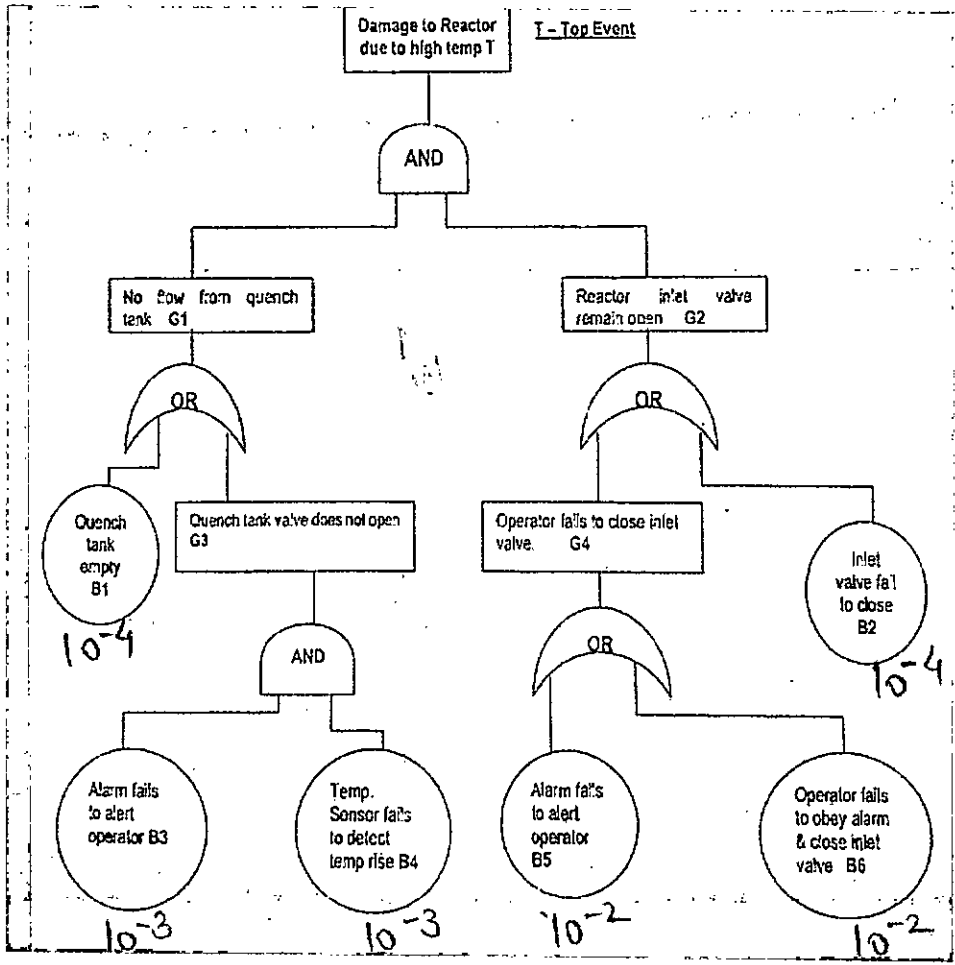 Damage to Reactor
due to high temp T
T – Top Event
AND
No flow from quench
tank G1
Reactor inlet valve
remain open G2
OR
OR
Quench
tank
empty
B1
10-4
Quench tank valve does not open
G3
Operator fails to close inlet
valve. G4
Inlet
valve fail
to close
B2
10-4
AND
OR
Alarm fails
to alert
operator B3
10-3
Temp.
Sensor fails
to detect
temp rise B4
10-3
Alarm fails
to alert
operator
B5
10-2
Operator fails
to obey alarm
& close inlet
valve B6
10-2